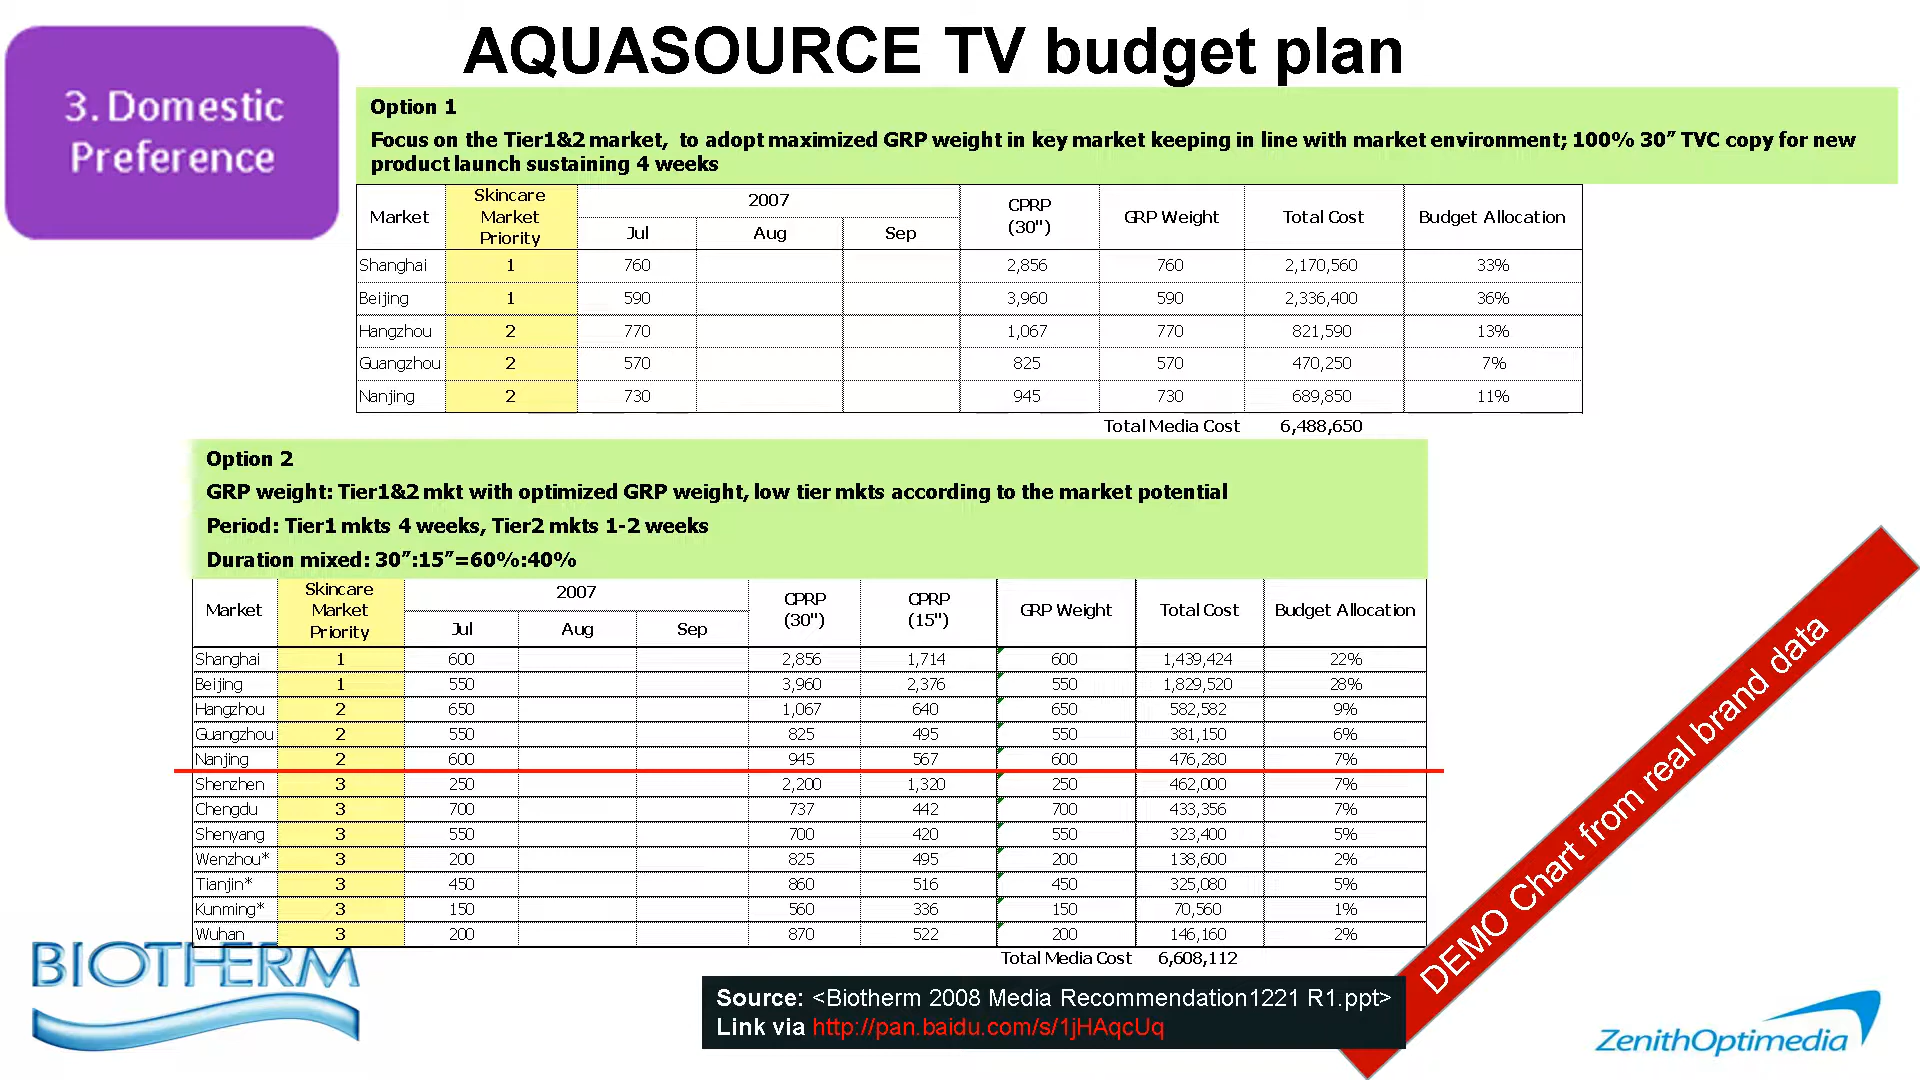 AQUASOURCE TV budget plan
3. Domestic
Preference
Option 1
Focus on the Tier1&2 market, to adopt maximized GRP weight in key market keeping in line with market environment; 100% 30” TVC copy for new
product launch sustaining 4 weeks
Market Skincare Market Priority 2007 CPRP (30") GRP Weight Total Cost Budget Allocation
Jul Aug Sep
Shanghai 1 760 2,856 760 2,170,560 33%
Beijing 1 590 3,960 590 2,336,400 36%
Hangzhou 2 770 1,067 770 821,590 13%
Guangzhou 2 570 825 570 470,250 7%
Nanjing 2 730 945 730 689,850 11%
Total Media Cost 6,488,650
Option 2
GRP weight: Tier1&2 mkt with optimized GRP weight, low tier mkts according to the market potential
Period: Tier1 mkts 4 weeks, Tier2 mkts 1-2 weeks
Duration mixed: 30”:15”=60%:40%
Market Skincare Market Priority 2007 CPRP (30") CPRP (15") GRP Weight Total Cost Budget Allocation
Jul Aug Sep
Shanghai 1 600 2,856 1,714 600 1,439,424 22%
Beijing 1 550 3,960 2,376 550 1,829,520 28%
Hangzhou 2 650 1,067 640 650 582,582 9%
Guangzhou 2 550 825 495 550 381,150 6%
Nanjing 2 600 945 567 600 476,280 7%
Shenzhen 3 250 2,200 1,320 250 462,000 7%
Chengdu 3 700 737 442 700 433,356 7%
Shenyang 3 550 700 420 550 323,400 5%
Wenzhou* 3 200 825 495 200 138,600 2%
Tianjin* 3 450 860 516 450 325,080 5%
Kunming* 3 150 560 336 150 70,560 1%
Wuhan 3 200 870 522 200 146,160 2%
Total Media Cost 6,608,112
DEMO Chart from real brand data
BIOTHERM
Source: <Biotherm 2008 Media Recommendation1221 R1.ppt>
Link via http://pan.baidu.com/s/1jHAqcUq
ZenithOptimedia